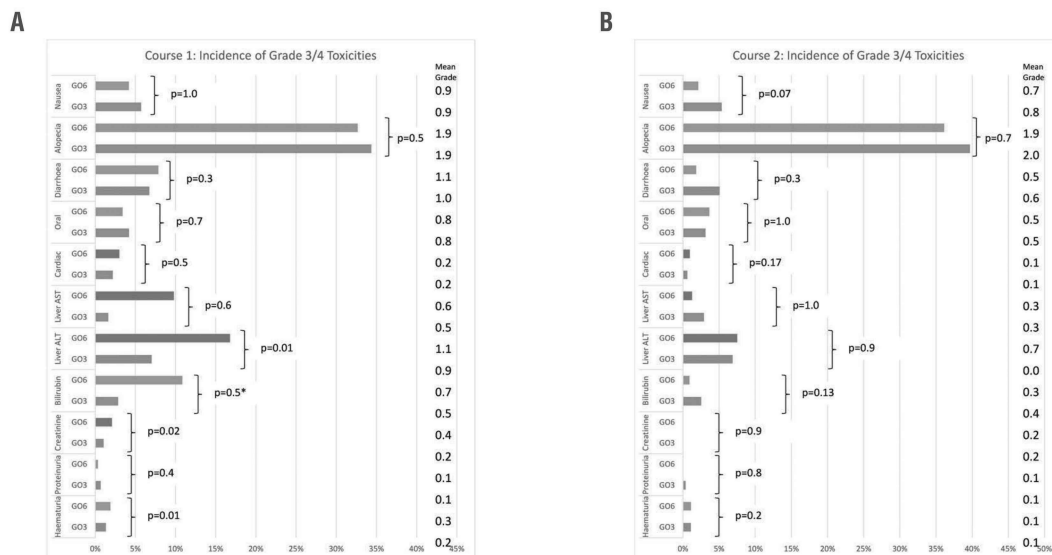 A
Course 1: Incidence of Grade 3/4 Toxicities
Mean
Grade
Nausea
GO6
GO3
p=1.0
0.9
0.9
Alopecia
GO6
GO3
p=0.5
1.9
1.9
Diarrhoea
GO6
GO3
p=0.3
1.1
1.0
Oral
GO6
GO3
p=0.7
0.8
0.8
Cardiac
GO6
GO3
p=0.5
0.2
0.2
Liver AST
GO6
GO3
p=0.6
0.6
0.5
Liver ALT
GO6
GO3
p=0.01
1.1
0.9
Bilirubin
GO6
GO3
p=0.5*
0.7
0.5
Creatinine
GO6
GO3
p=0.02
0.4
0.2
Proteinuria
GO6
GO3
p=0.4
0.1
0.1
Haematuria
GO6
GO3
p=0.01
0.3
0.2
0% 5% 10% 15% 20% 25% 30% 35% 40% 45%
B
Course 2: Incidence of Grade 3/4 Toxicities
Mean
Grade
Nausea
GO6
GO3
p=0.07
0.7
0.8
Alopecia
GO6
GO3
p=0.7
1.9
2.0
Diarrhoea
GO6
GO3
p=0.3
0.5
0.6
Oral
GO6
GO3
p=1.0
0.5
0.5
Cardiac
GO6
GO3
p=0.17
0.1
0.1
Liver AST
GO6
GO3
p=1.0
0.3
0.3
Liver ALT
GO6
GO3
p=0.9
0.7
0.0
Bilirubin
GO6
GO3
p=0.13
0.3
0.4
Creatinine
GO6
GO3
p=0.9
0.2
0.2
Proteinuria
GO6
GO3
p=0.8
0.1
0.1
Haematuria
GO6
GO3
p=0.2
0.1
0.1
0% 5% 10% 15% 20% 25% 30% 35% 40% 45% 50%